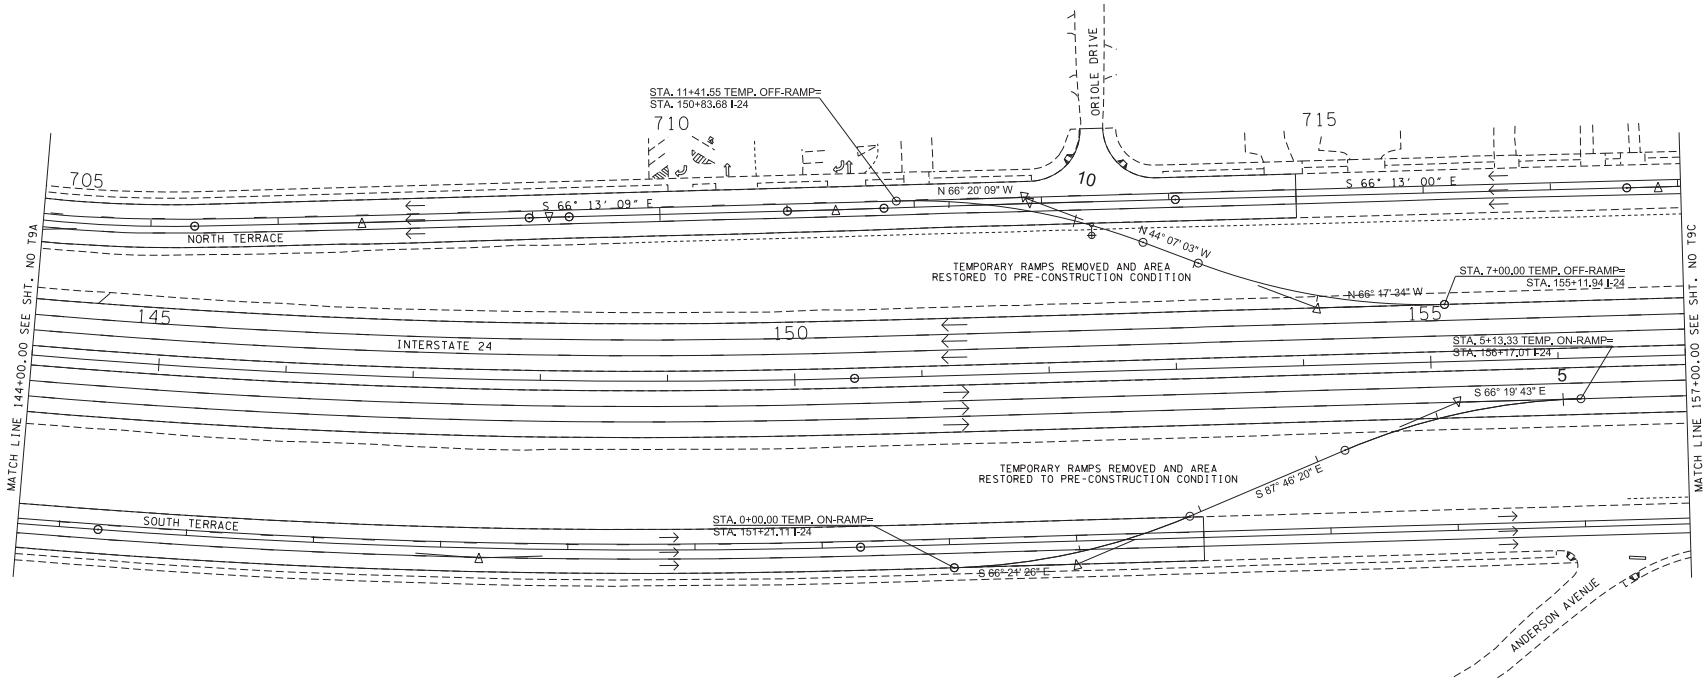 ORIOLE DRIVE
STA. 11+41.55 TEMP. OFF-RAMP=
STA. 150+83.68 I-24
710
715
705
10
N 66° 20' 09" W
S 66° 13' 00" E
S 66° 13' 09" E
NORTH TERRACE
N 44° 07' 03" W
TEMPORARY RAMPS REMOVED AND AREA
RESTORED TO PRE-CONSTRUCTION CONDITION
STA. 7+00.00 TEMP. OFF-RAMP=
STA. 155+11.94 I-24
N 66° 17' 34" W
145
150
155
INTERSTATE 24
STA. 5+13.33 TEMP. ON-RAMP=
STA. 156+17.01 I-24
5
S 66° 19' 43" E
TEMPORARY RAMPS REMOVED AND AREA
RESTORED TO PRE-CONSTRUCTION CONDITION
S 87° 46' 20" E
SOUTH TERRACE
STA. 0+00.00 TEMP. ON-RAMP=
STA. 151+21.11 I-24
S 66° 21' 26" E
ANDERSON AVENUE
MATCH LINE 144+00.00 SEE SHT. NO T9A
MATCH LINE 157+00.00 SEE SHT. NO T9C